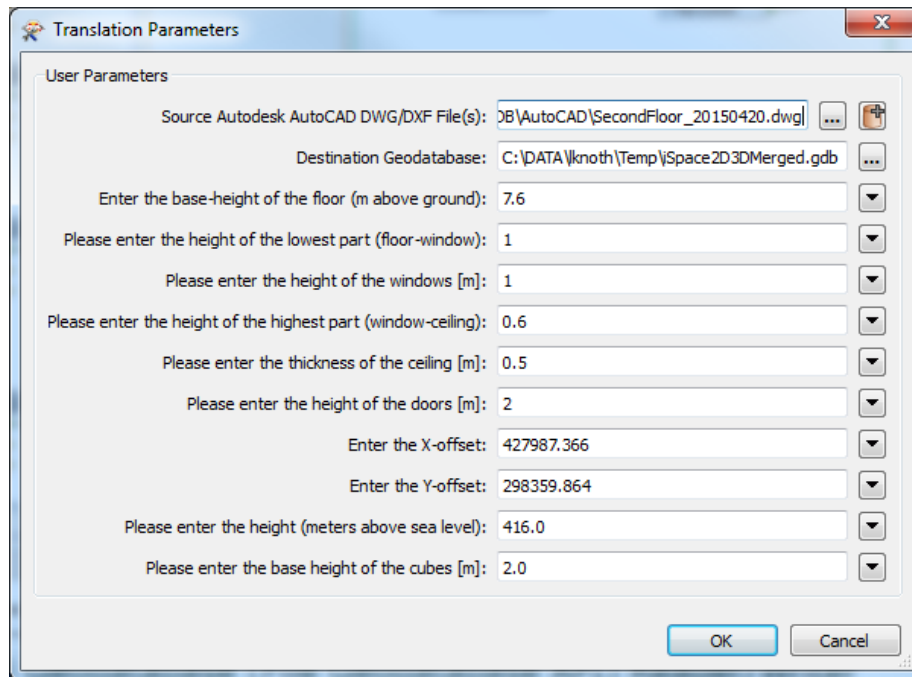 Translation Parameters
User Parameters
Source Autodesk AutoCAD DWG/DXF File(s): DB\AutoCAD\SecondFloor_20150420.dwg ...
Destination Geodatabase: C:\DATA\lknoth\Temp\iSpace2D3DMerged.gdb ...
Enter the base-height of the floor (m above ground): 7.6
Please enter the height of the lowest part (floor-window): 1
Please enter the height of the windows [m]: 1
Please enter the height of the highest part (window-ceiling): 0.6
Please enter the thickness of the ceiling [m]: 0.5
Please enter the height of the doors [m]: 2
Enter the X-offset: 427987.366
Enter the Y-offset: 298359.864
Please enter the height (meters above sea level): 416.0
Please enter the base height of the cubes [m]: 2.0
OK Cancel